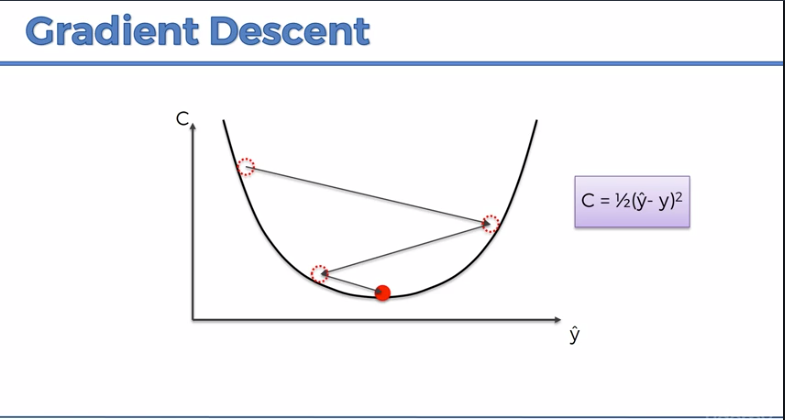 Gradient Descent
C
C = ½(ŷ- y)²
ŷ